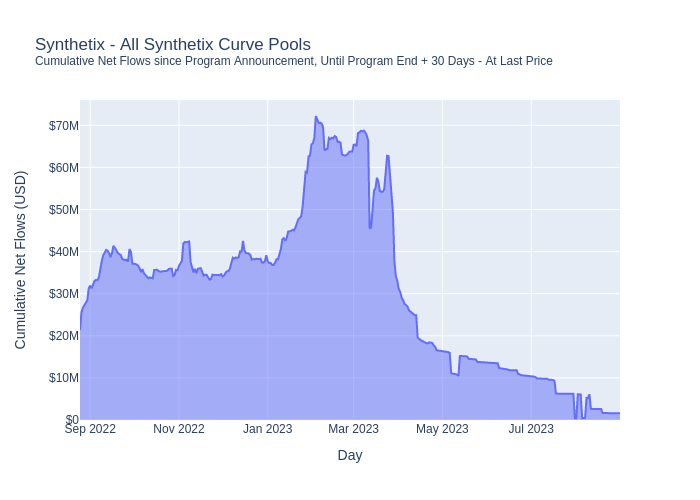 Synthetix - All Synthetix Curve Pools
Cumulative Net Flows since Program Announcement, Until Program End + 30 Days - At Last Price
Cumulative Net Flows (USD)
$70M
$60M
$50M
$40M
$30M
$20M
$10M
$0
Sep 2022 Nov 2022 Jan 2023 Mar 2023 May 2023 Jul 2023
Day